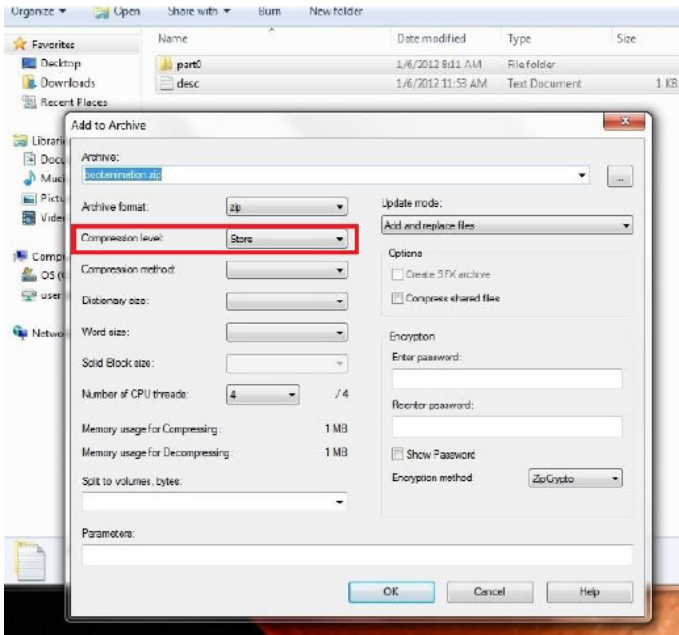 Organize Open Share with Burn New folder
Name Date modified Type Size
Favorites
Desktop
Downloads
Recent Places
part0 1/6/2012 8:11 AM File folder
desc 1/6/2012 11:53 AM Text Document 1 KB
Add to Archive
Archive:
bootanimation.zip
...
Archive format: zip
Compression level: Store
Compression method:
Dictionary size:
Word size:
Solid Block size:
Number of CPU threads: 4 / 4
Memory usage for Compressing: 1 MB
Memory usage for Decompressing: 1 MB
Split to volumes, bytes:
Update mode:
Add and replace files
Options
Create SFX archive
Compress shared files
Encryption
Enter password:
Reenter password:
Show Password
Encryption method: ZipCrypto
Parameters:
OK Cancel Help
user